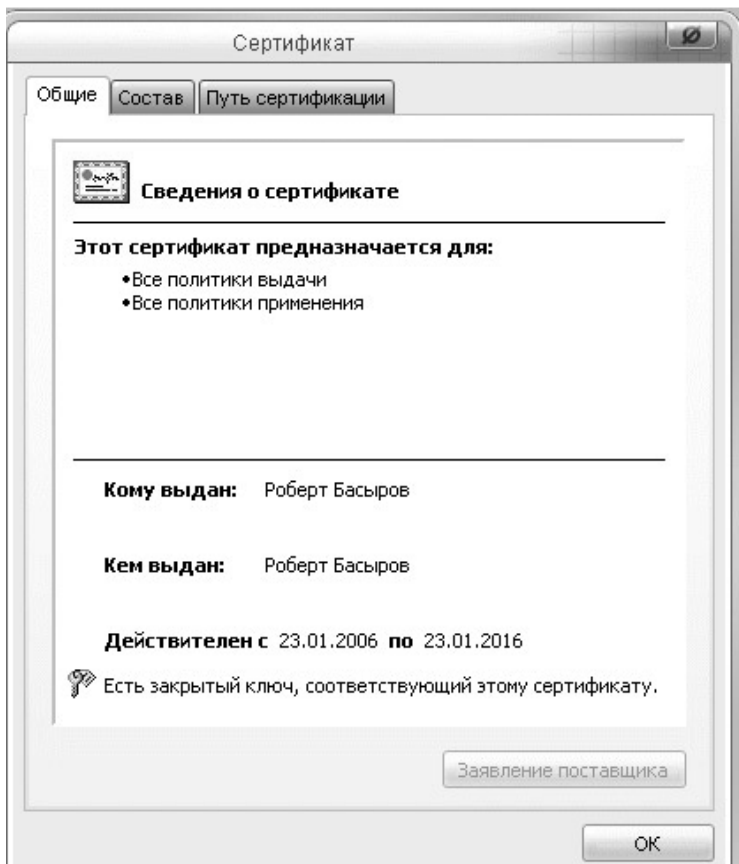 Сертификат
Общие Состав Путь сертификации
Сведения о сертификате
Этот сертификат предназначается для:
•Все политики выдачи
•Все политики применения
Кому выдан: Роберт Басыров
Кем выдан: Роберт Басыров
Действителен с 23.01.2006 по 23.01.2016
Есть закрытый ключ, соответствующий этому сертификату.
Заявление поставщика
ОК